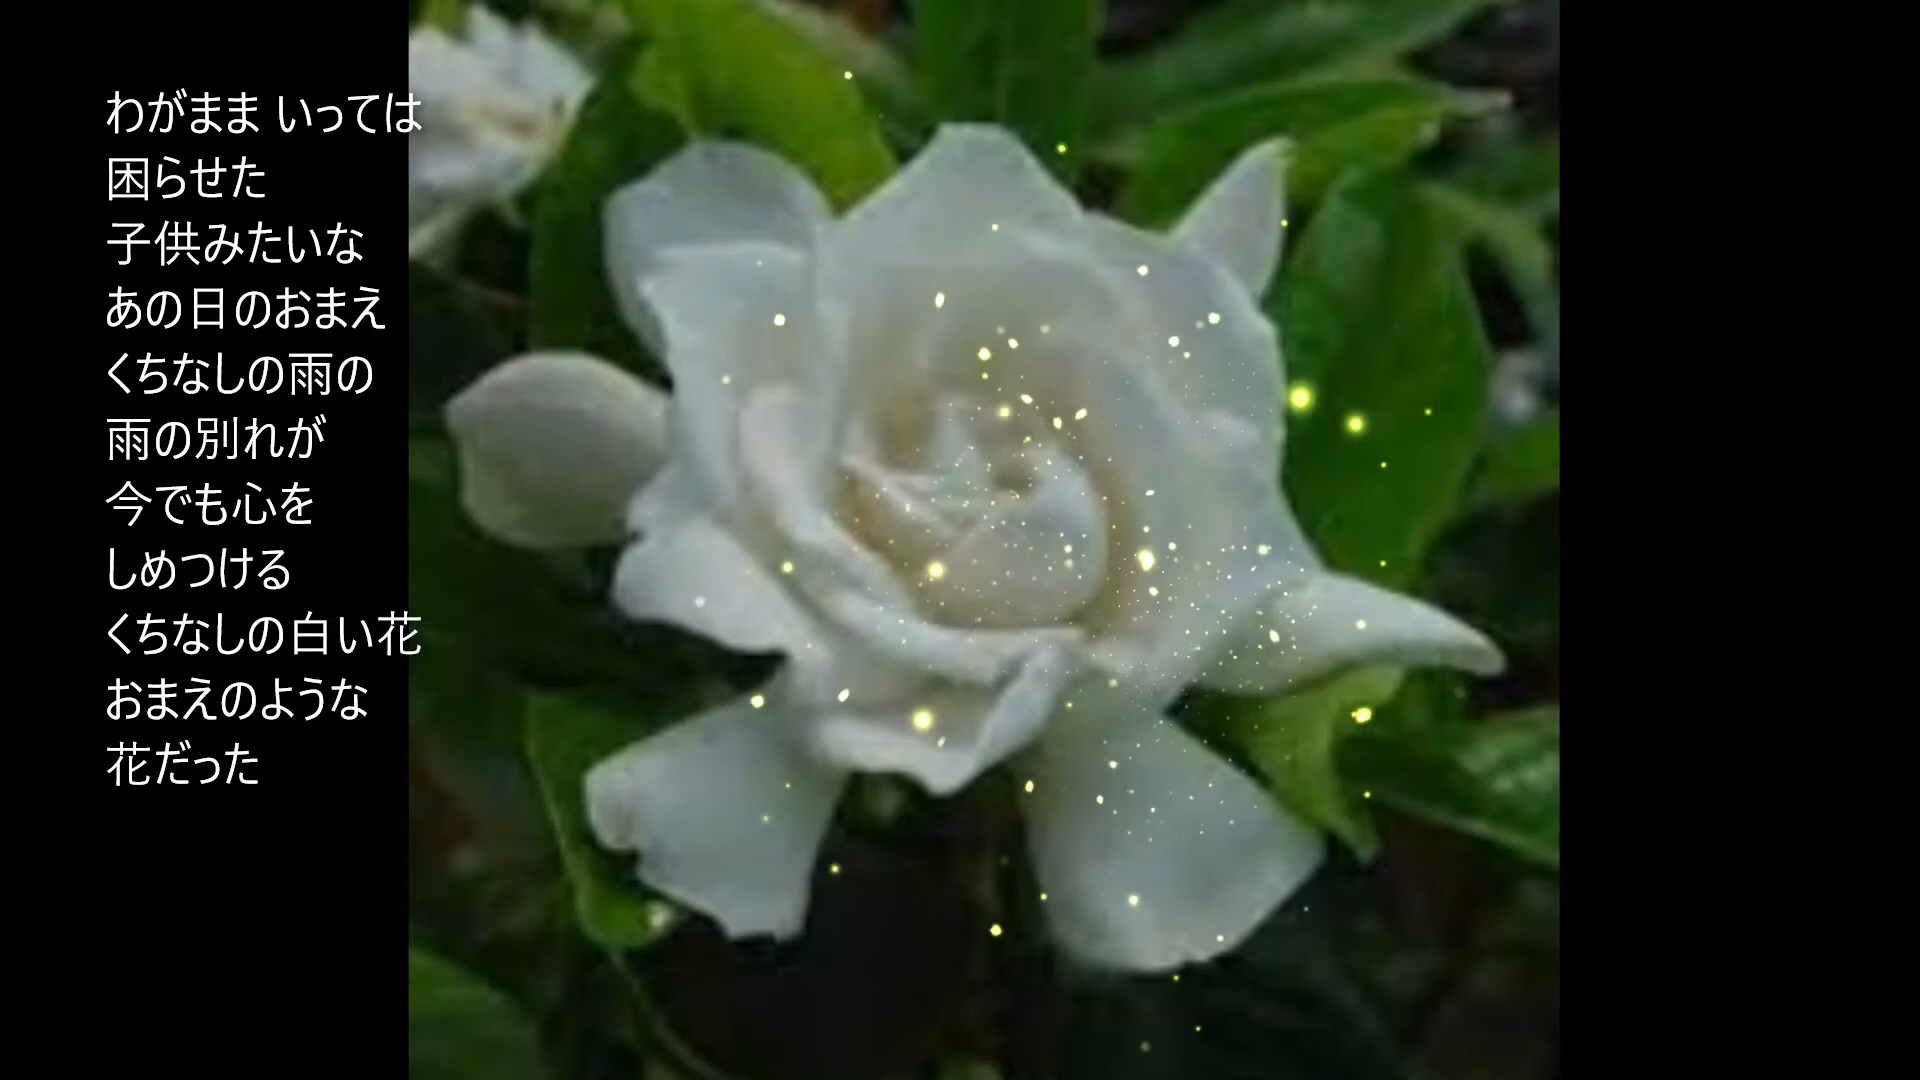 わがまま いっては
困らせた
子供みたいな
あの日のおまえ
くちなしの雨の
雨の別れが
今でも心を
しめつける
くちなしの白い花
おまえのような
花だった